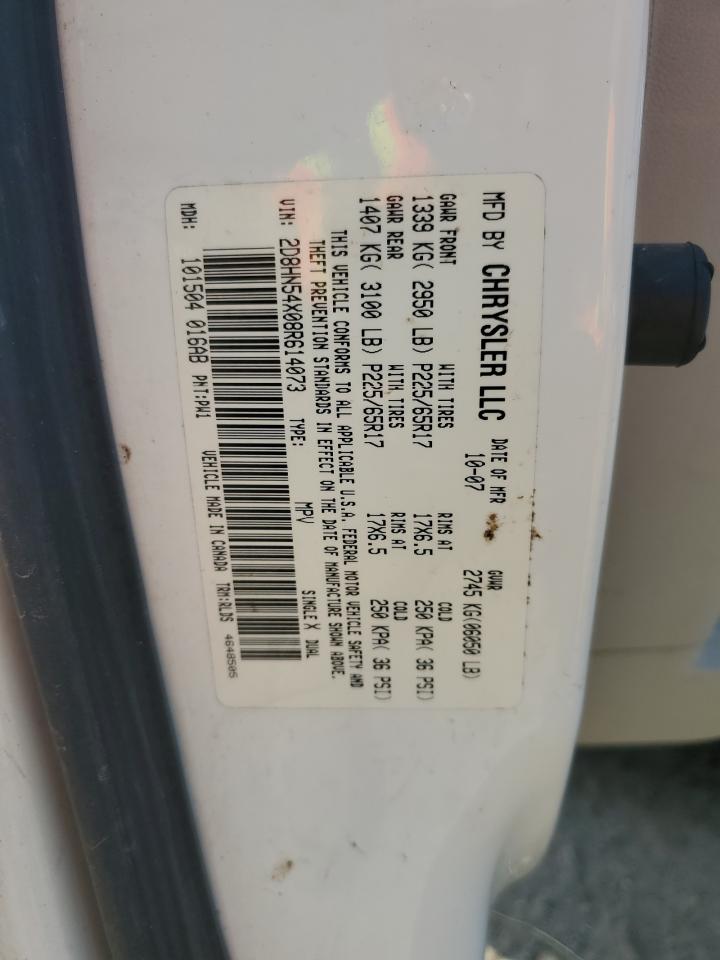 MFD BY CHRYSLER LLC DATE OF MFR 10-07 GVWR 2745 KG(06050 LB)
GAWR FRONT WITH TIRES RIMS AT COLD
1339 KG( 2950 LB) P225/65R17 17X6.5 250 KPA( 36 PSI)
GAWR REAR WITH TIRES RIMS AT COLD
1407 KG( 3100 LB) P225/65R17 17X6.5 250 KPA( 36 PSI)
THIS VEHICLE CONFORMS TO ALL APPLICABLE U.S.A. FEDERAL MOTOR VEHICLE SAFETY AND
THEFT PREVENTION STANDARDS IN EFFECT ON THE DATE OF MANUFACTURE SHOWN ABOVE.
VIN: 2D8HN54X08R614073 TYPE: MPV SINGLE X DUAL
MDH: 101504 016AB PNT:PW1 VEHICLE MADE IN CANADA TRM:RLDS 4648505